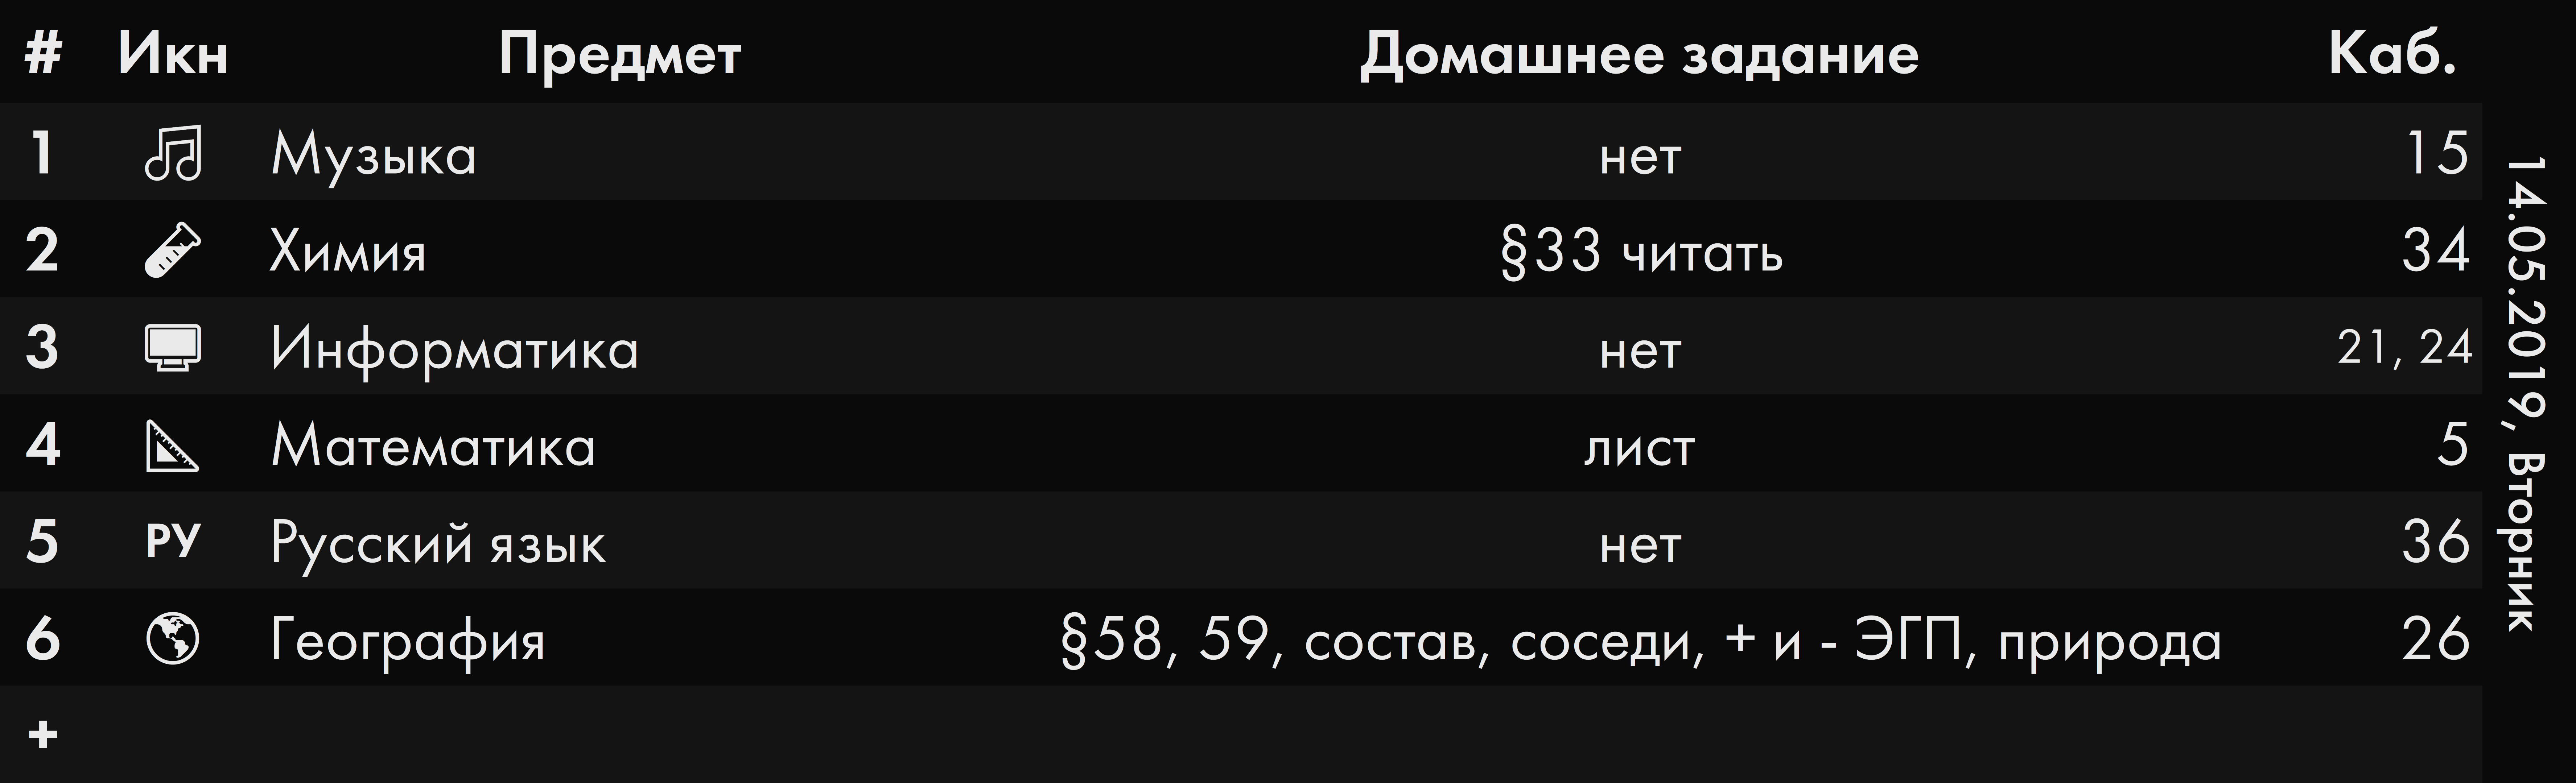 # Икн Предмет Домашнее задание Каб.
1 Музыка нет 15
2 Химия §33 читать 34
3 Информатика нет 21, 24
4 Математика лист 5
5 РУ Русский язык нет 36
6 География §58, 59, состав, соседи, + и - ЭГП, природа 26
+
14.05.2019, Вторник